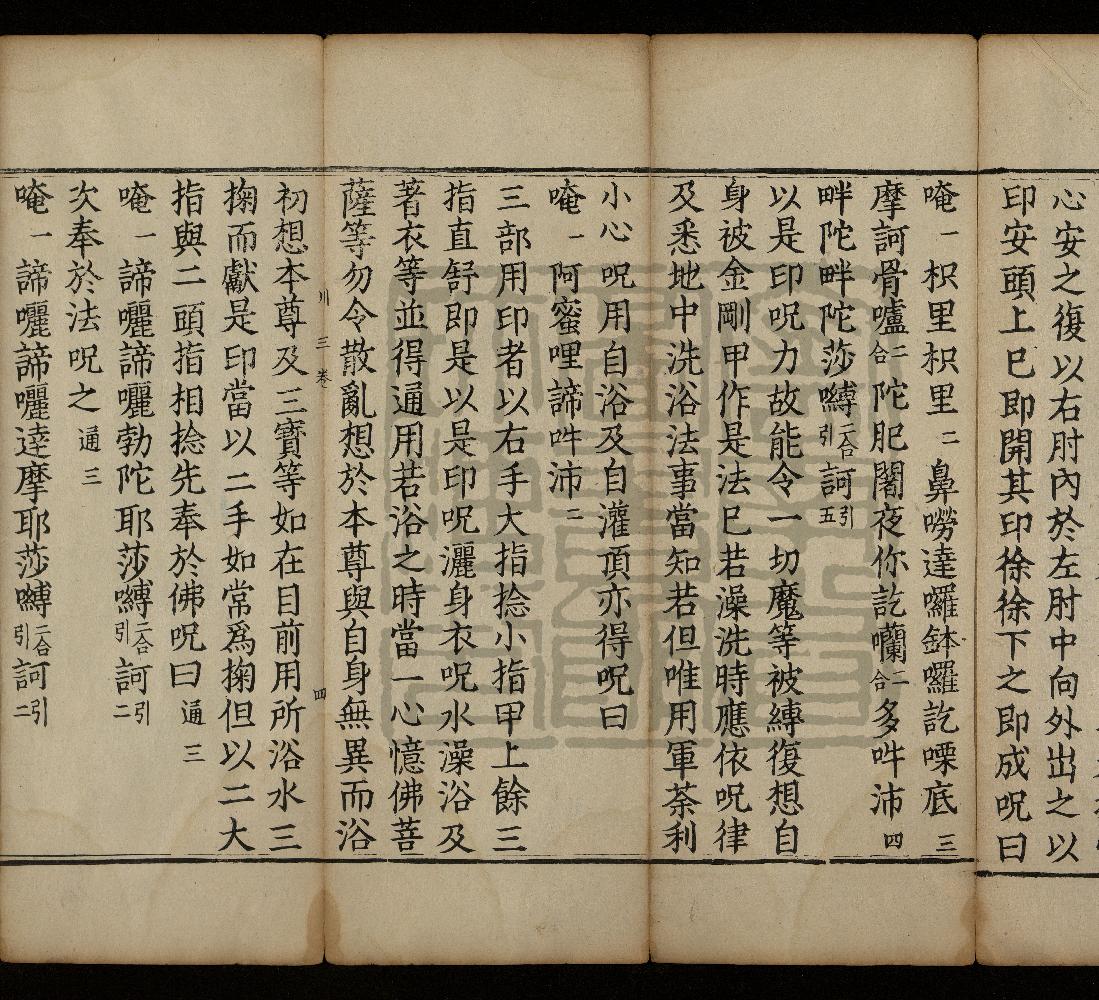 心安之復以右肘內於左肘中向外出之以
印安頭上已即開其印徐徐下之即成呪曰
唵一枳里枳里二鼻嘮達囉鉢囉訖㗚底三
摩訶骨嚧二合陀肥闍夜你訖囒二合多吽沛四
畔陀畔陀莎嚩二合引訶引五
以是印呪力故能令一切魔等被縛復想自
身被金剛甲作是法已若澡洗時應依呪律
及悉地中洗浴法事當知若但唯用軍荼利
小心呪用自浴及自灌頂亦得呪曰
唵一阿蜜哩諦吽沛二
三部用印者以右手大指捻小指甲上餘三
指直舒即是以是印呪灑身衣呪水澡浴及
著衣等並得通用若浴之時當一心憶佛菩
薩等勿令散亂想於本尊與自身無異而浴
川三卷 四
初想本尊及三寶等如在目前用所浴水三
掬而獻是印當以二手如常爲掬但以二大
指與二頭指相捻先奉於佛呪曰通三
唵一諦囇諦囇勃陀耶莎嚩二合引訶引二
次奉於法呪之通三
唵一諦囇諦囇達摩耶莎嚩二合引訶引二